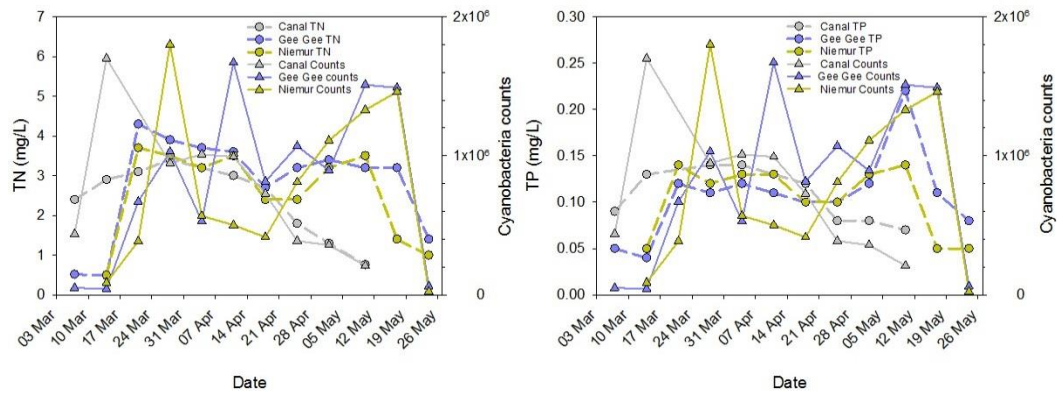 TN (mg/L)
7
6
5
4
3
2
1
0
Canal TN
Gee Gee TN
Niemur TN
Canal Counts
Gee Gee counts
Niemur Counts
2x10⁶
1x10⁶
0
Cyanobacteria counts
03 Mar
10 Mar
17 Mar
24 Mar
31 Mar
07 Apr
14 Apr
21 Apr
28 Apr
05 May
12 May
19 May
26 May
Date
TP (mg/L)
0.30
0.25
0.20
0.15
0.10
0.05
0.00
Canal TP
Gee Gee TP
Niemur TP
Canal Counts
Gee Gee Counts
Niemur Counts
2x10⁶
1x10⁶
0
Cyanobacteria counts
03 Mar
10 Mar
17 Mar
24 Mar
31 Mar
07 Apr
14 Apr
21 Apr
28 Apr
05 May
12 May
19 May
26 May
Date